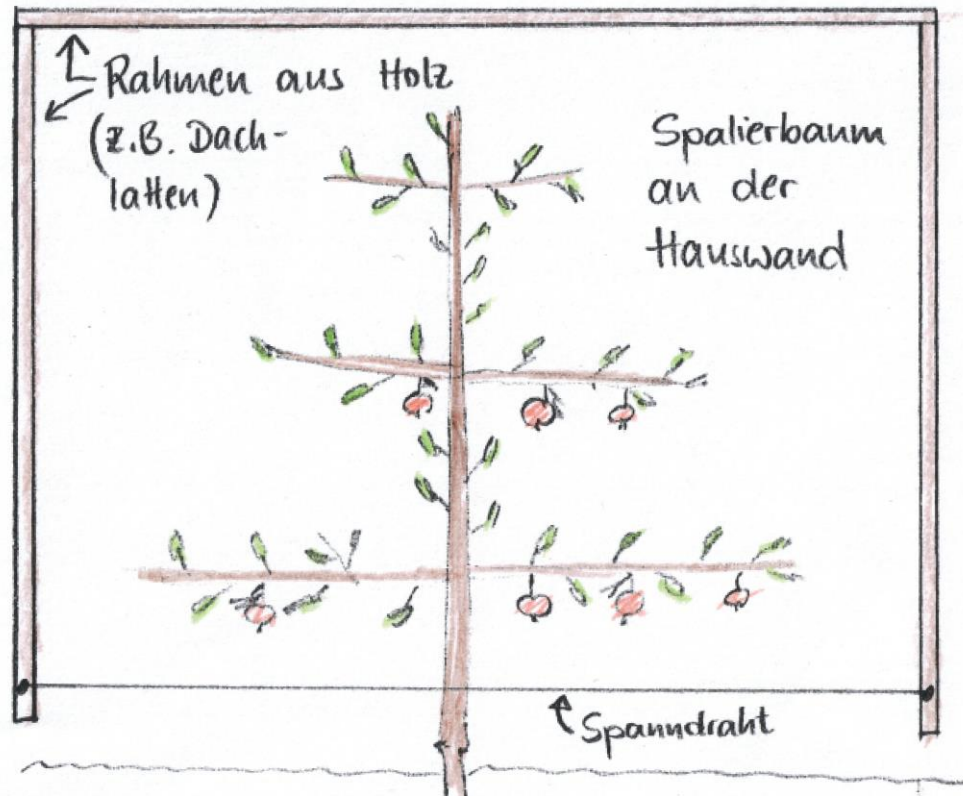 Rahmen aus Holz
(z.B. Dach-
latten)
Spalierbaum
an der
Hauswand
Spanndraht